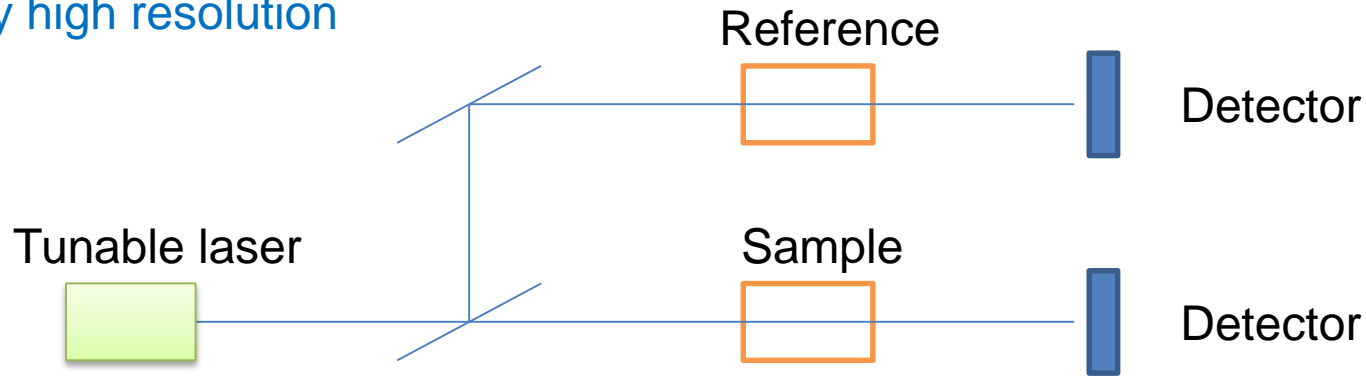 high resolution
Reference
Detector
Tunable laser
Sample
Detector